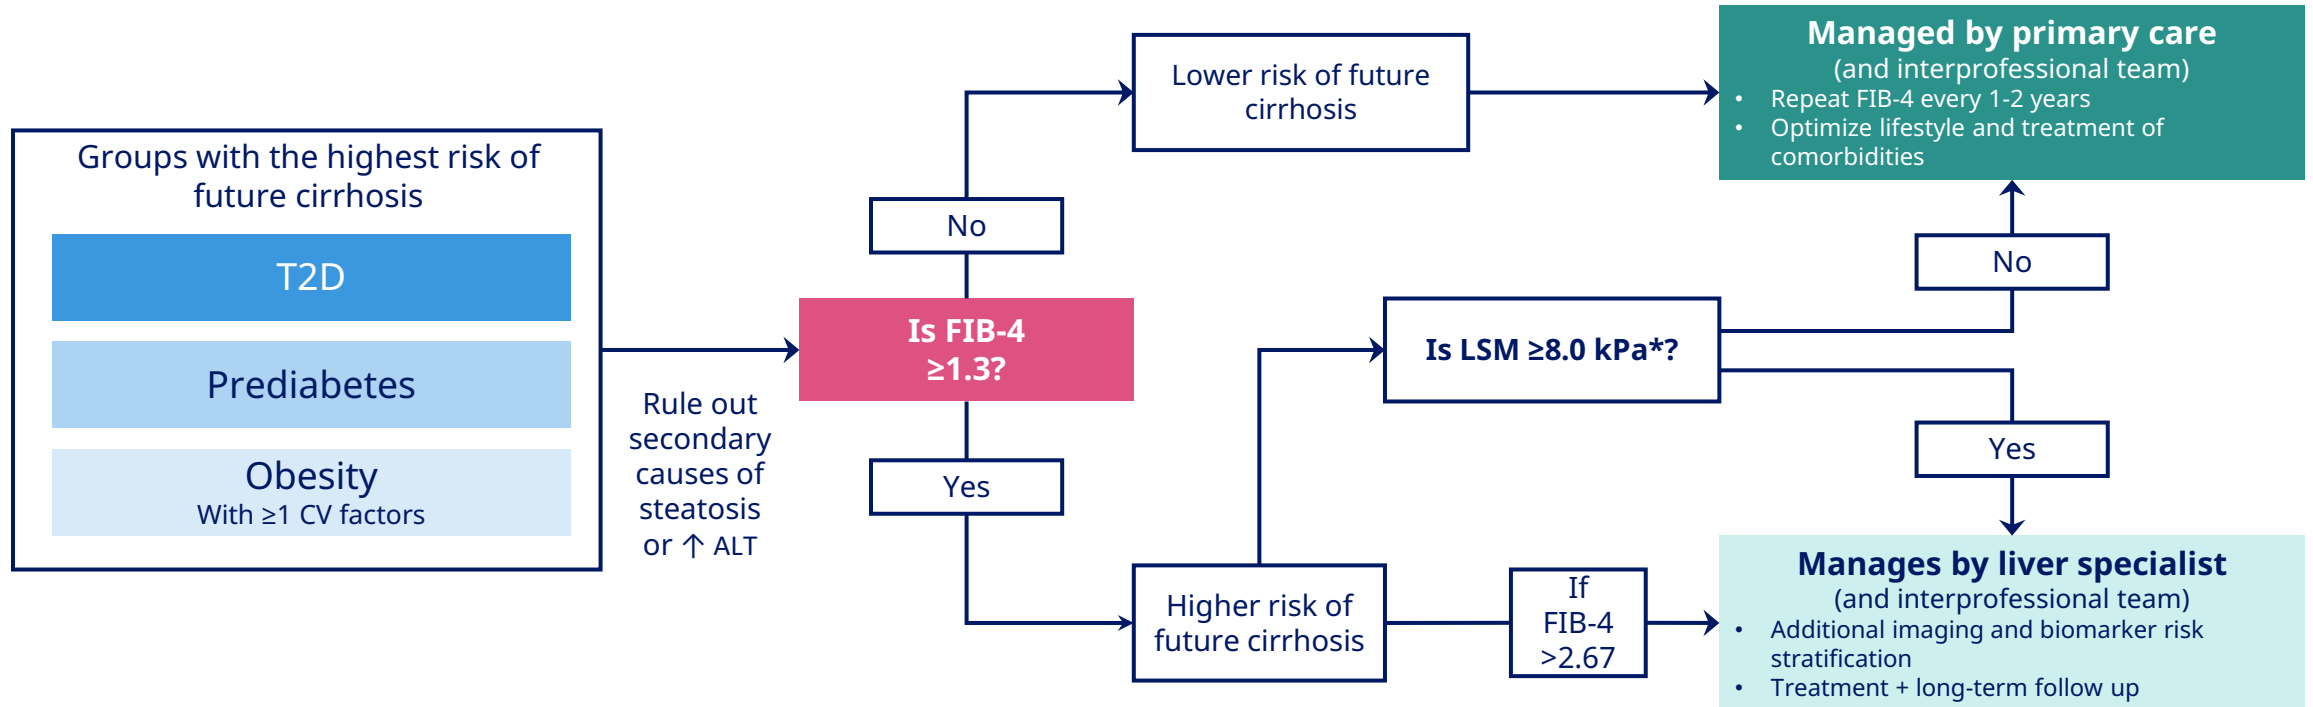 Groups with the highest risk of
future cirrhosis
T2D
Prediabetes
Obesity
With ≥1 CV factors
Rule out
secondary
causes of
steatosis
or ↑ ALT
Is FIB-4
≥1.3?
No
Yes
Lower risk of future
cirrhosis
Higher risk of
future cirrhosis
Is LSM ≥8.0 kPa*?
If
FIB-4
>2.67
No
Yes
Managed by primary care
(and interprofessional team)
• Repeat FIB-4 every 1-2 years
• Optimize lifestyle and treatment of
comorbidities
Manages by liver specialist
(and interprofessional team)
• Additional imaging and biomarker risk
stratification
• Treatment + long-term follow up